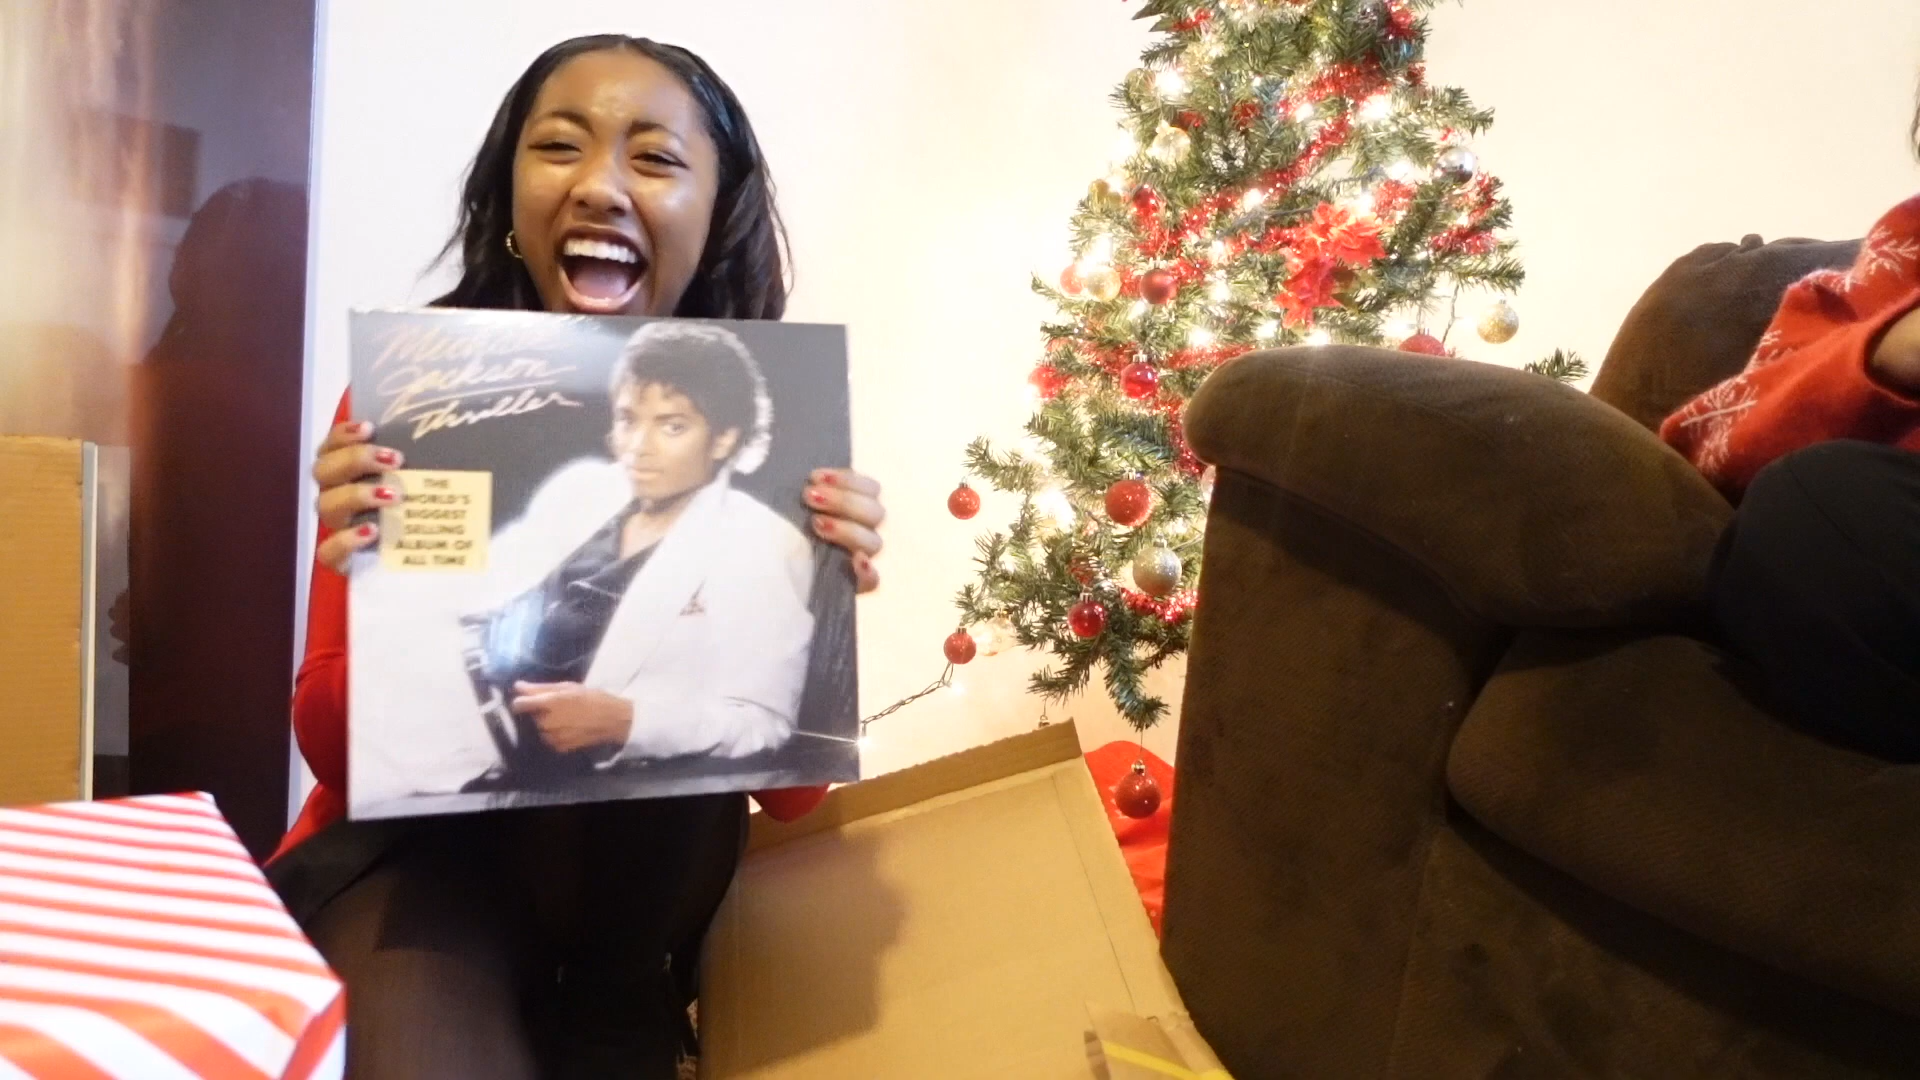 Michael
Jackson
Thriller
THE
WORLD'S
BIGGEST
SELLING
ALBUM OF
ALL TIME